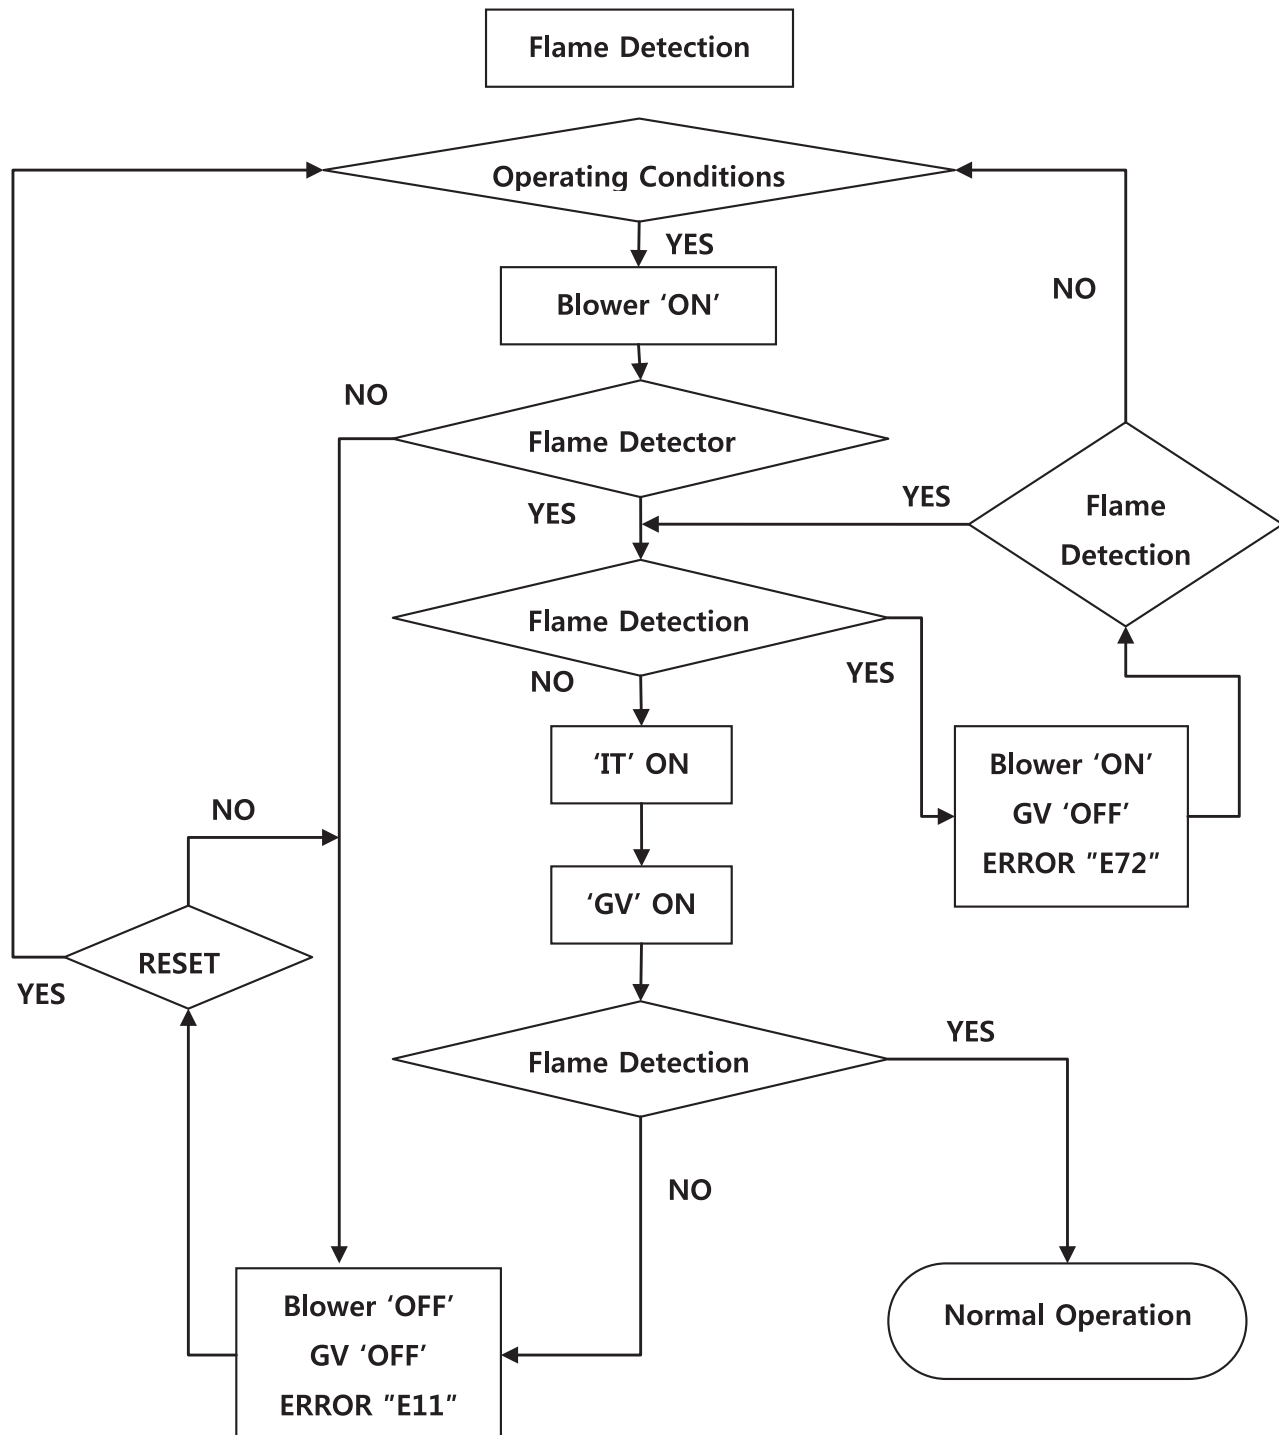 Flame Detection
Operating Conditions
YES
NO
Blower ‘ON’
NO
Flame Detector
YES
YES
Flame
Detection
Flame Detection
NO
YES
‘IT’ ON
Blower ‘ON’
GV ‘OFF’
ERROR ”E72”
NO
‘GV’ ON
RESET
YES
Flame Detection
YES
NO
Blower ‘OFF’
GV ‘OFF’
ERROR ”E11”
Normal Operation